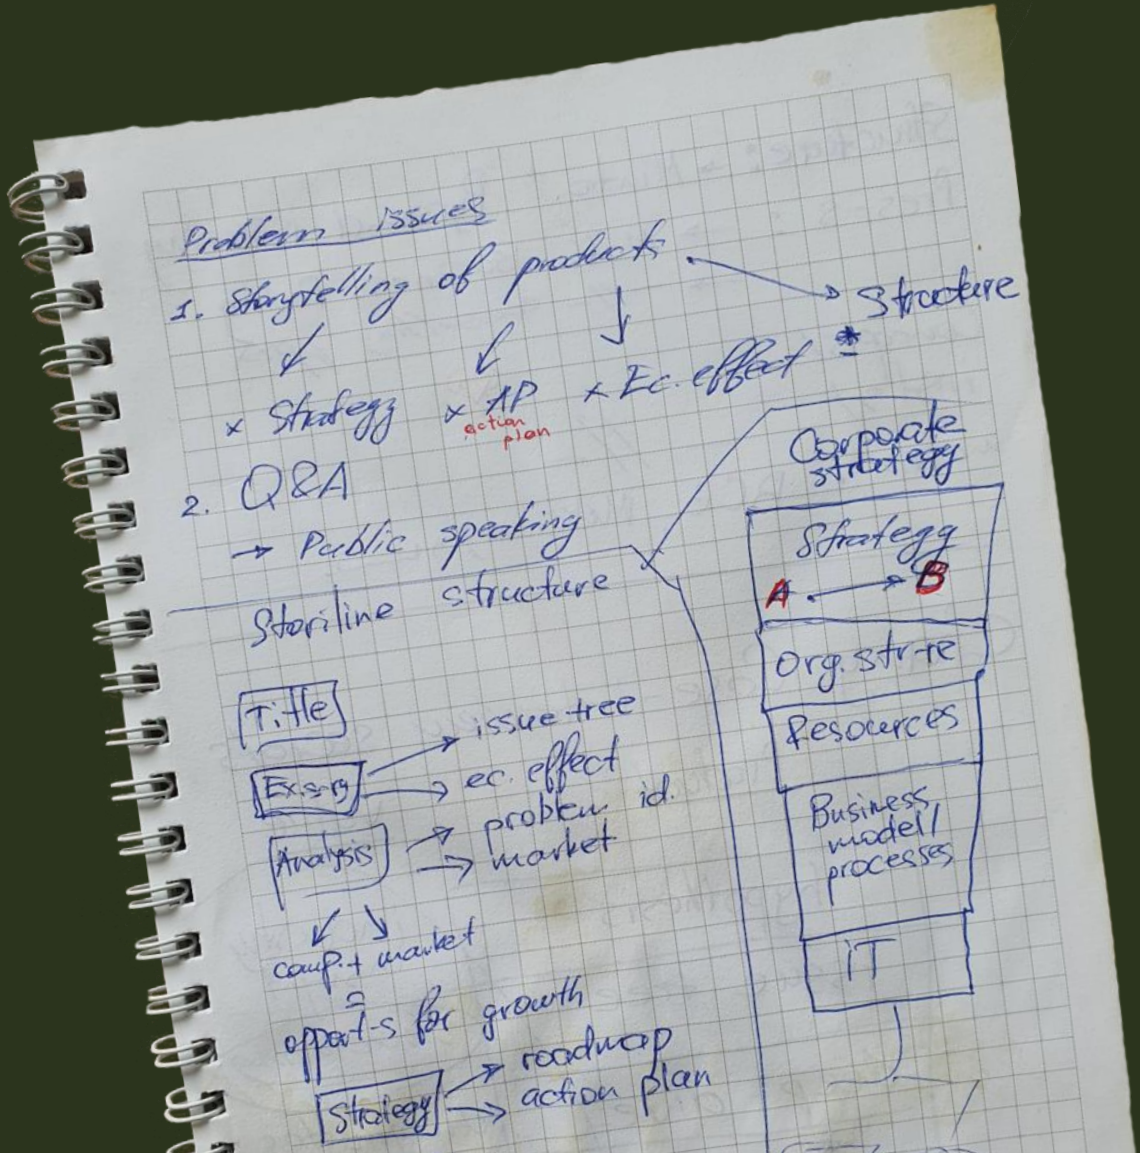 Problem issues
1. Storytelling of products → Structure
× Strategy × AP × Ec. effect *
action
plan
2. Q&A
→ Public speaking
Storiline structure
Title
Ex.s-ry → issue tree
→ ec. effect
Analysis → problem id.
→ market
comp. + market
=
opport-s for growth
Strategy → roadmap
→ action plan
Corporate
strategy
Strategy
A → B
Org. str-re
Resources
Business
model/
processes
iT